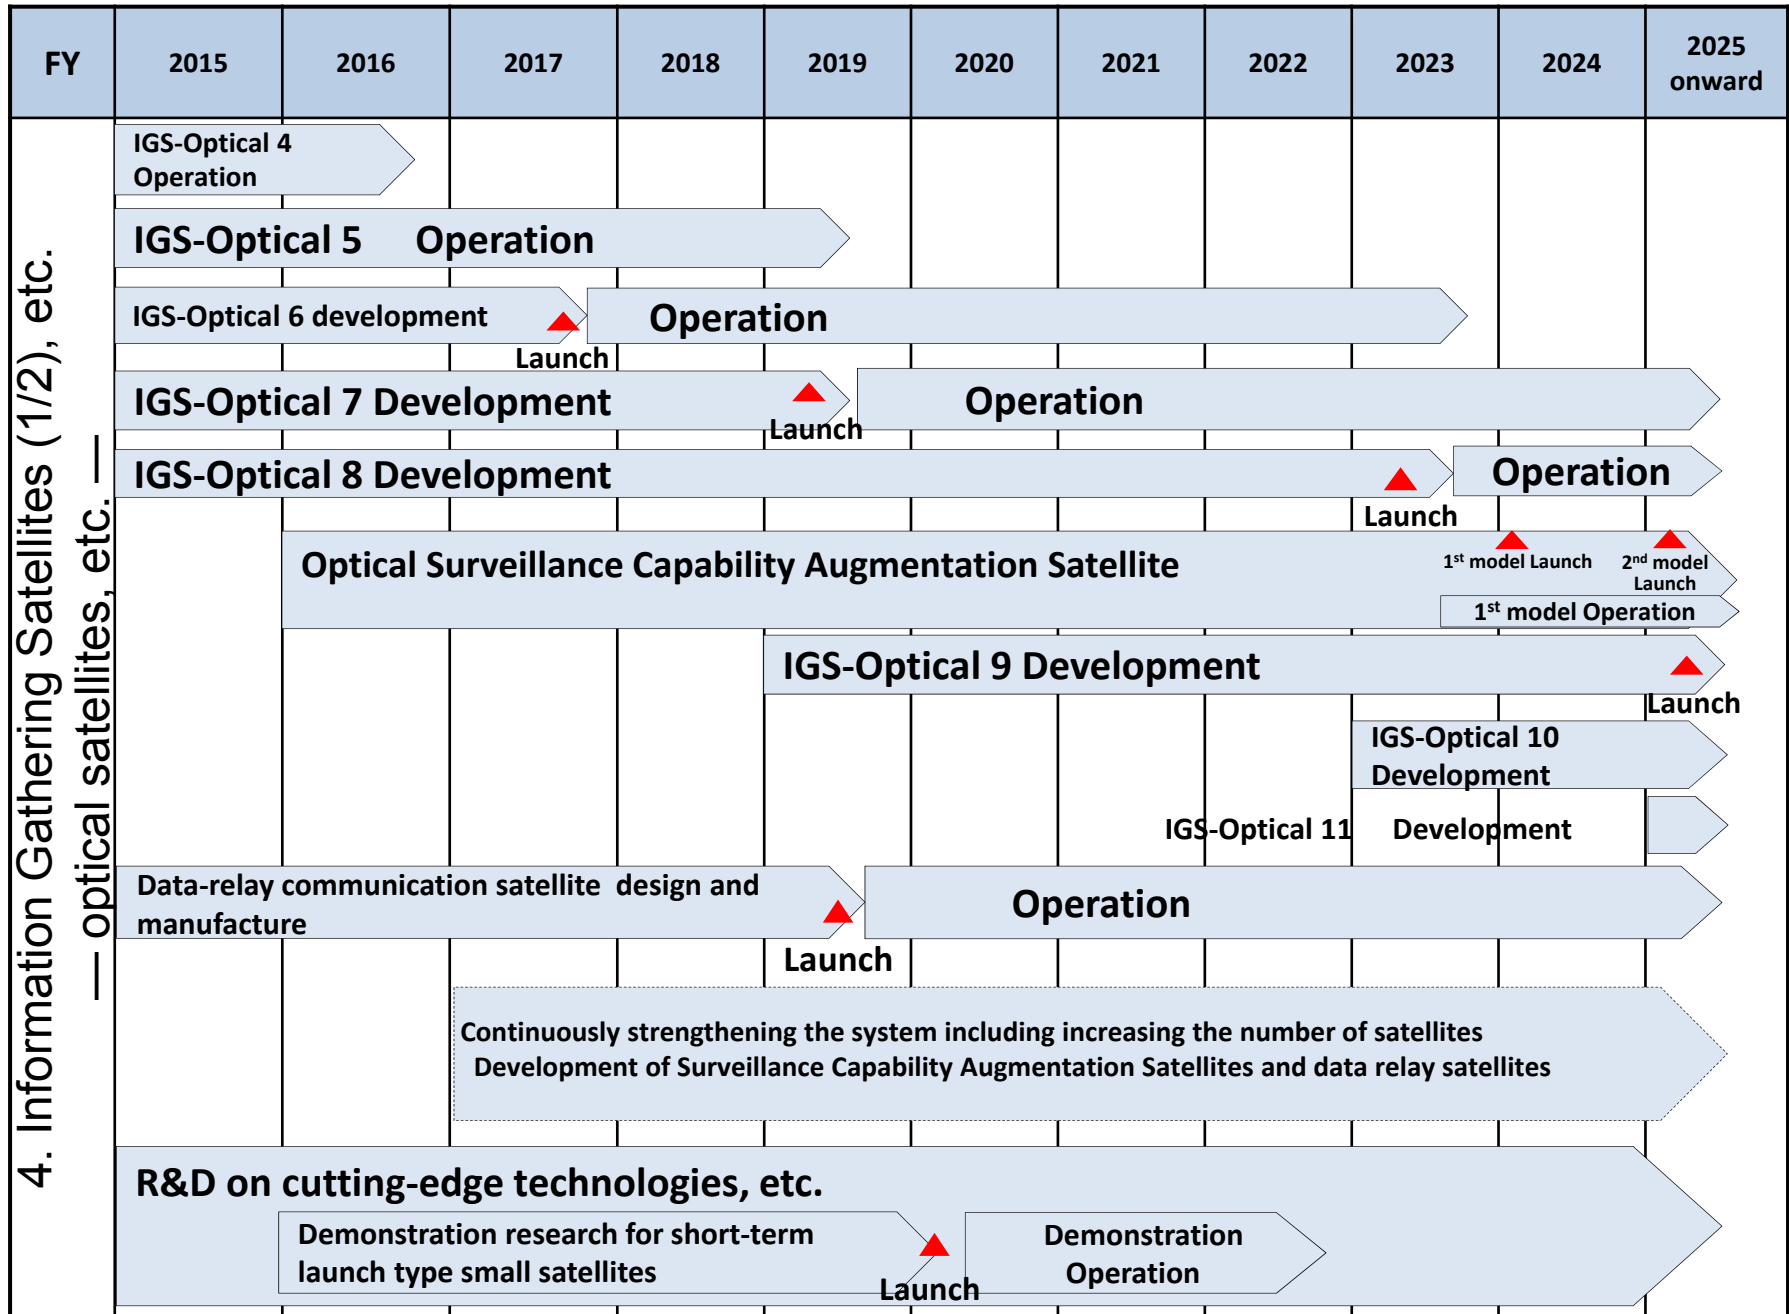 FY
2015
2016
2017
2018
2019
2020
2021
2022
2023
2024
2025
onward
4. Information Gathering Satellites (1/2), etc.
— optical satellites, etc. —
IGS-Optical 4
Operation
IGS-Optical 5 Operation
IGS-Optical 6 development
Launch
Operation
IGS-Optical 7 Development
Launch
Operation
IGS-Optical 8 Development
Launch
Operation
Optical Surveillance Capability Augmentation Satellite
1st model Launch
2nd model
Launch
1st model Operation
IGS-Optical 9 Development
Launch
IGS-Optical 10
Development
IGS-Optical 11 Development
Data-relay communication satellite design and
manufacture
Launch
Operation
Continuously strengthening the system including increasing the number of satellites
Development of Surveillance Capability Augmentation Satellites and data relay satellites
R&D on cutting-edge technologies, etc.
Demonstration research for short-term
launch type small satellites
Launch
Demonstration
Operation